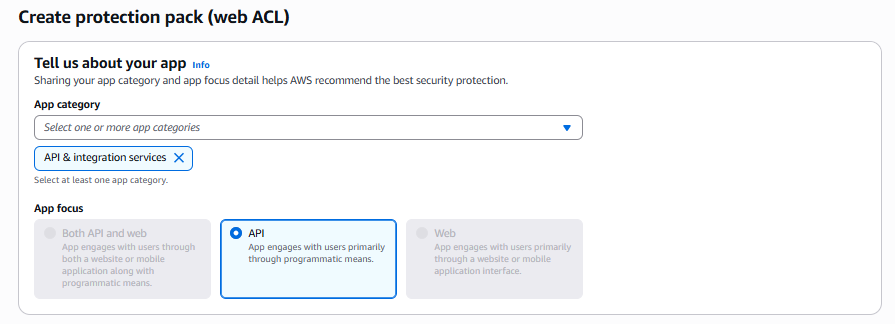 Create protection pack (web ACL)
Tell us about your app Info
Sharing your app category and app focus detail helps AWS recommend the best security protection.
App category
Select one or more app categories
API & integration services
Select at least one app category.
App focus
Both API and web
App engages with users through
both a website or mobile
application along with
programmatic means.
API
App engages with users primarily
through programmatic means.
Web
App engages with users primarily
through a website or mobile
application interface.